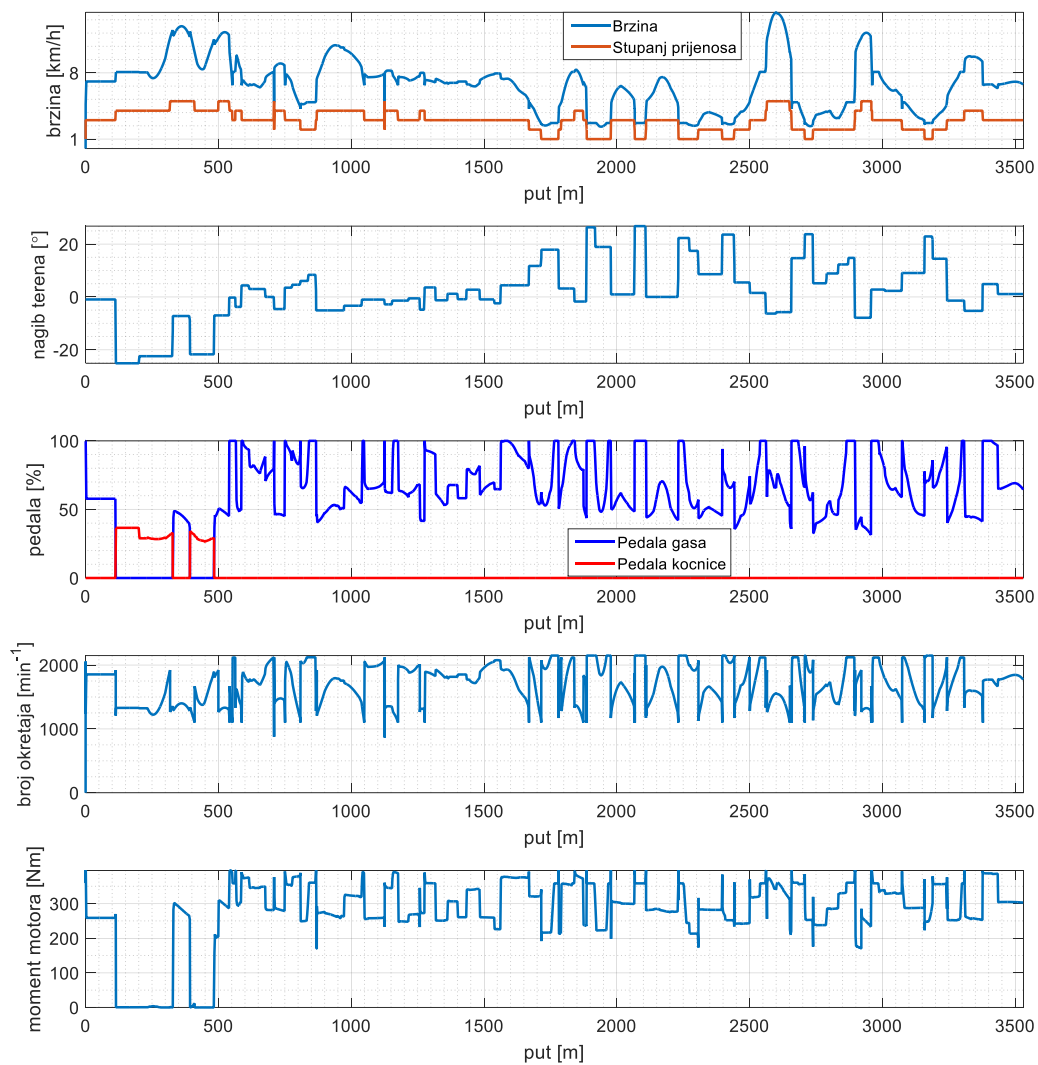 Brzina
Stupanj prijenosa
brzina [km/h]
8
1
0 500 1000 1500 2000 2500 3000 3500
put [m]
nagib terena [°]
20
0
-20
0 500 1000 1500 2000 2500 3000 3500
put [m]
pedala [%]
100
50
0
Pedala gasa
Pedala kocnice
0 500 1000 1500 2000 2500 3000 3500
put [m]
broj okretaja [min-1]
2000
1000
0
0 500 1000 1500 2000 2500 3000 3500
put [m]
moment motora [Nm]
300
200
100
0
0 500 1000 1500 2000 2500 3000 3500
put [m]